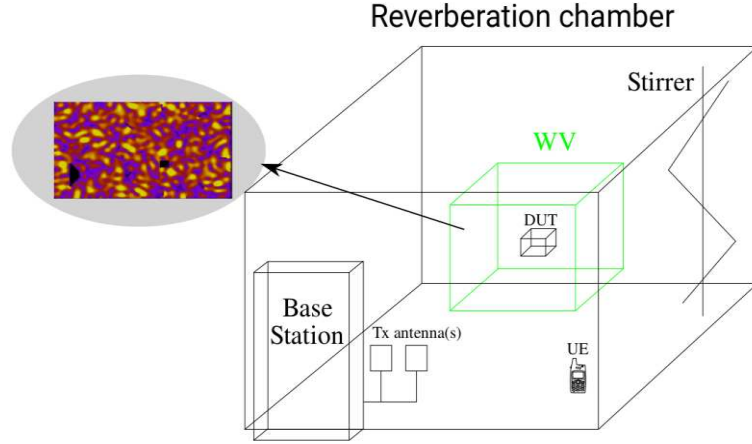 Reverberation chamber
Stirrer
WV
DUT
Base
Station
Tx antenna(s)
UE